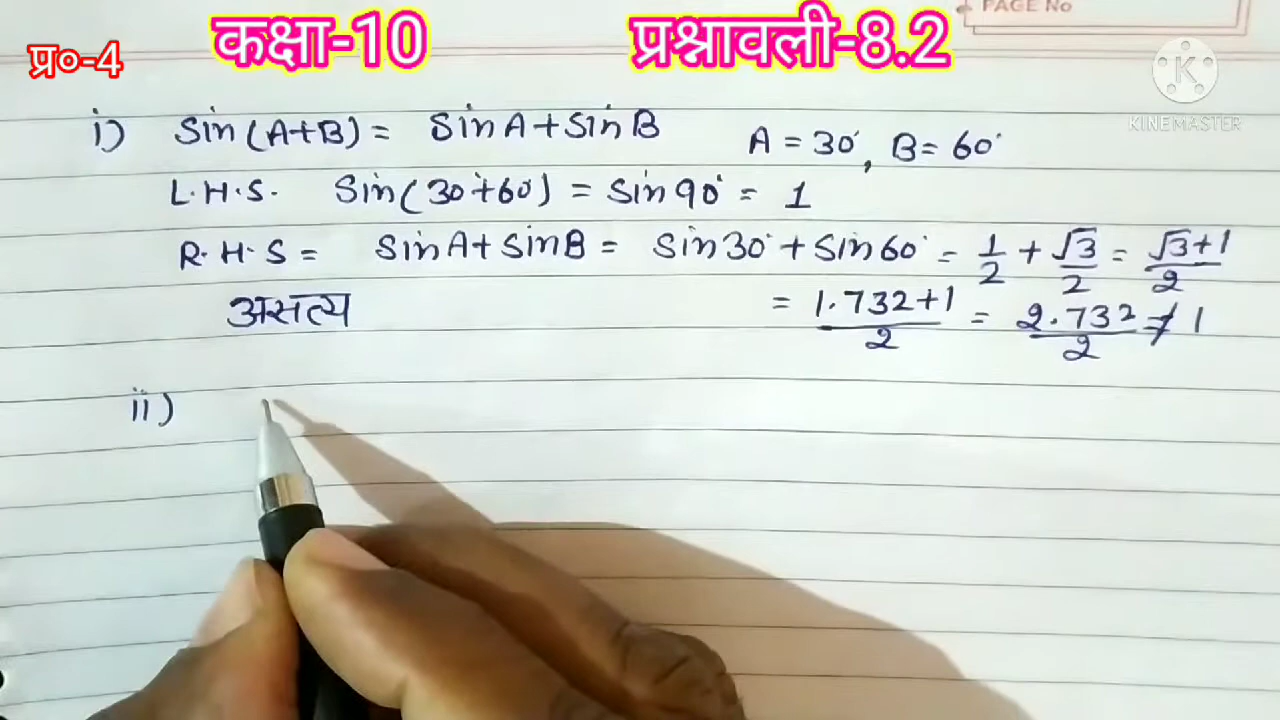 PAGE No
प्र०-4 कक्षा-10 प्रश्नावली-8.2
K
KINEMASTER
i) Sin(A+B) = SinA+SinB A = 30°, B = 60°
L.H.S. Sin(30°+60°) = Sin90° = 1
R.H.S = SinA+SinB = Sin30° + Sin60° = 1/2 + √3/2 = √3+1/2
असत्य = 1.732+1/2 = 2.732/2 ≠ 1
ii)